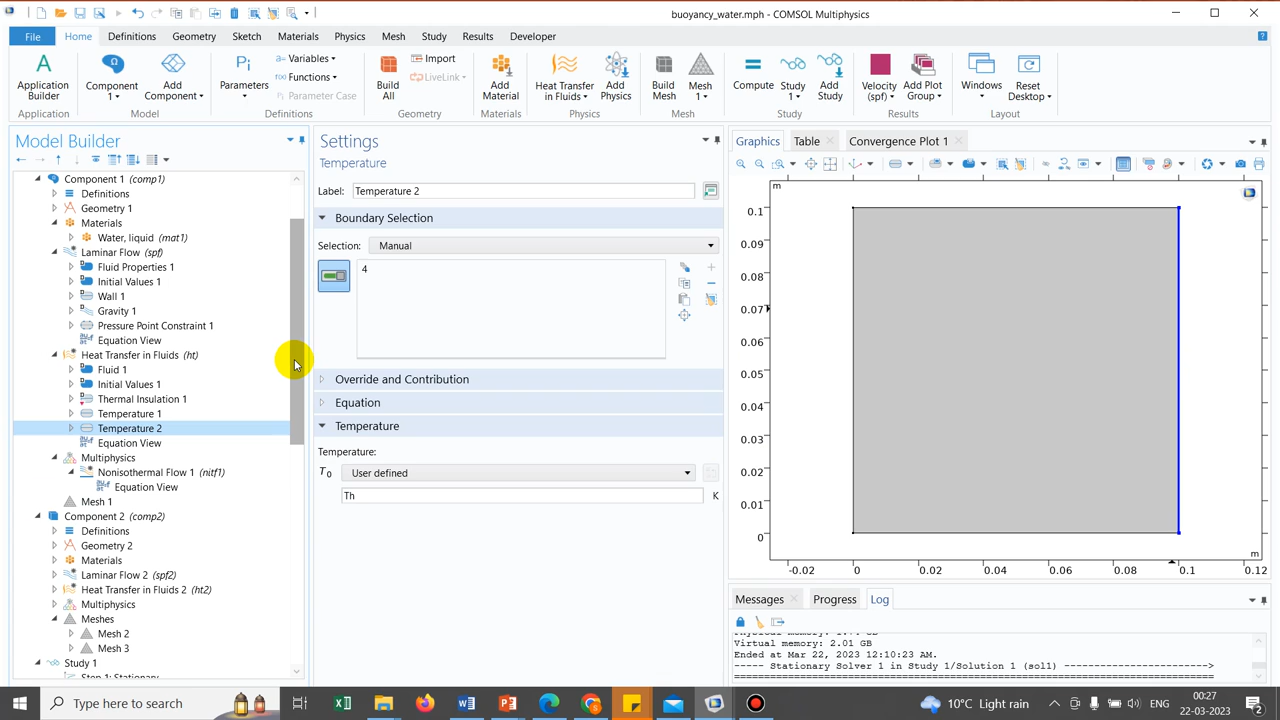 buoyancy_water.mph - COMSOL Multiphysics
File Home Definitions Geometry Sketch Materials Physics Mesh Study Results Developer
Application Builder
Component 1
Add Component
Pi
Parameters
a= Variables
f(x)= Functions
Parameter Case
Build All
Import
LiveLink
Add Material
Heat Transfer in Fluids
Add Physics
Build Mesh
Mesh 1
Compute
Study 1
Add Study
Velocity (spf)
Add Plot Group
Windows
Reset Desktop
Application Model Definitions Geometry Materials Physics Mesh Study Results Layout
Model Builder
Component 1 (comp1)
Definitions
Geometry 1
Materials
Water, liquid (mat1)
Laminar Flow (spf)
Fluid Properties 1
Initial Values 1
Wall 1
Gravity 1
Pressure Point Constraint 1
Equation View
Heat Transfer in Fluids (ht)
Fluid 1
Initial Values 1
Thermal Insulation 1
Temperature 1
Temperature 2
Equation View
Multiphysics
Nonisothermal Flow 1 (nitf1)
Equation View
Mesh 1
Component 2 (comp2)
Definitions
Geometry 2
Materials
Laminar Flow 2 (spf2)
Heat Transfer in Fluids 2 (ht2)
Multiphysics
Meshes
Mesh 2
Mesh 3
Study 1
Step 1: Stationary
Settings
Temperature
Label: Temperature 2
Boundary Selection
Selection: Manual
4
Override and Contribution
Equation
Temperature
Temperature:
T0 User defined
Th K
Graphics Table Convergence Plot 1
m
0.1
0.09
0.08
0.07
0.06
0.05
0.04
0.03
0.02
0.01
0
m
-0.02 0 0.02 0.04 0.06 0.08 0.1 0.12
Messages Progress Log
Virtual memory: 2.01 GB
Ended at Mar 22, 2023 12:10:23 AM.
----- Stationary Solver 1 in Study 1/Solution 1 (sol1) -------------------------->
Type here to search
10°C Light rain
ENG
00:27
22-03-2023
2